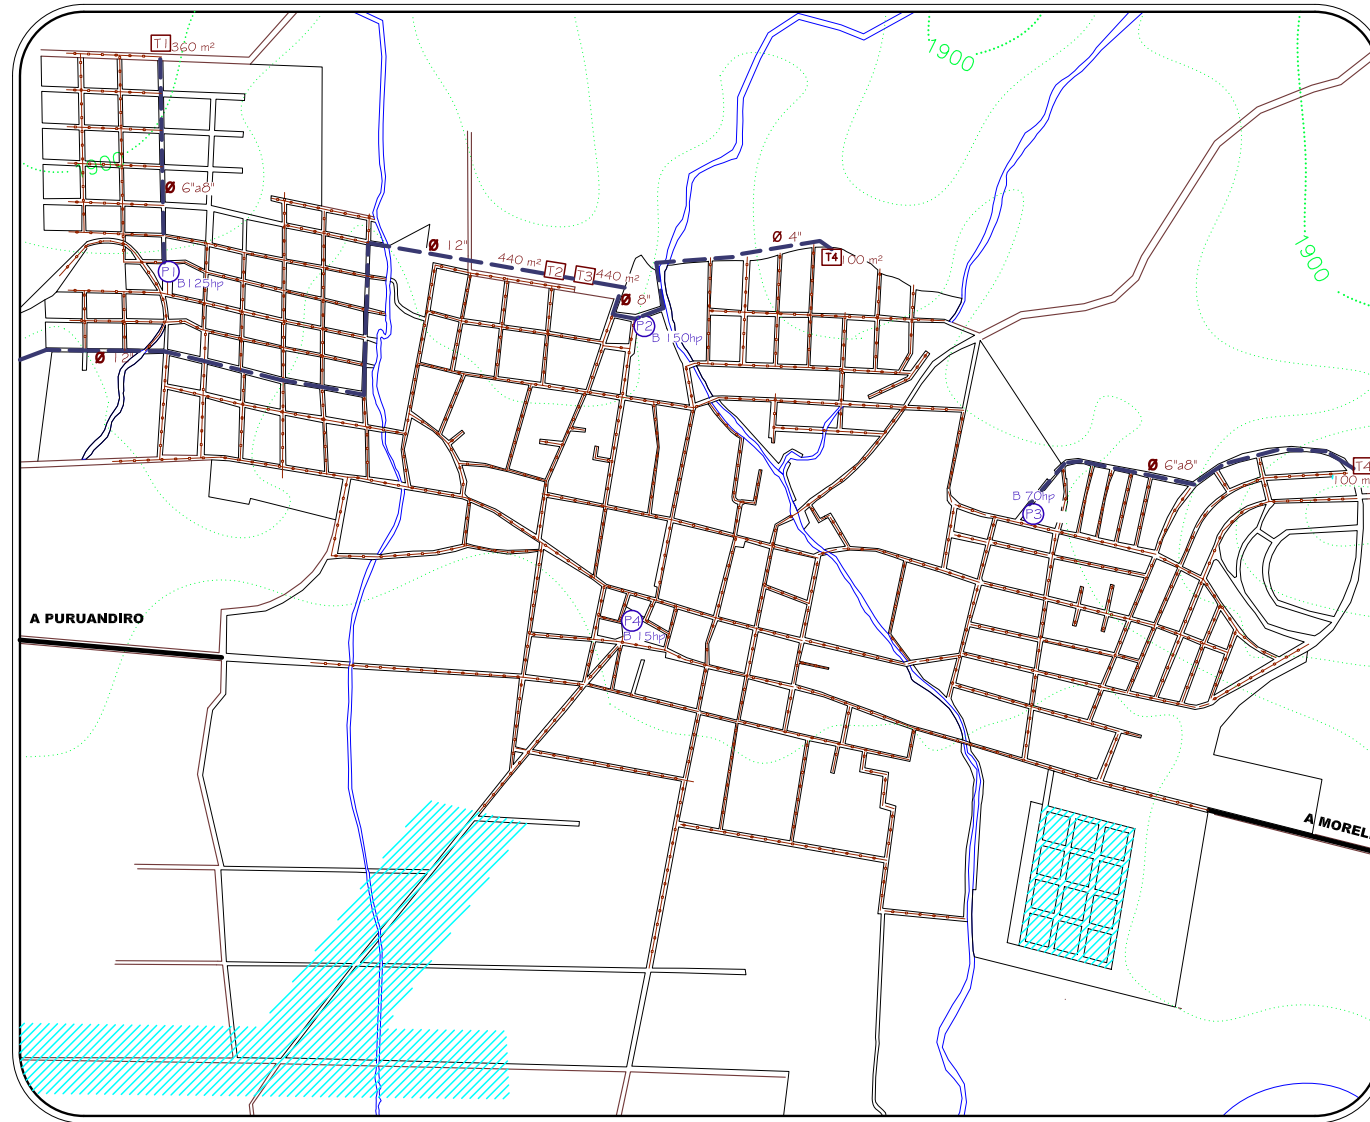 T1
360 m²
1900
1900
1900
Ø 6"a8"
P1
B125hp
Ø 12"
Ø 12"
440 m²
T2
T3
440 m²
Ø 8"
P2
B 150hp
Ø 4"
T4
100 m²
Ø 6"a8"
T4
100 m
B 70hp
P3
P4
B 15hp
A PURUANDIRO
A MOREL